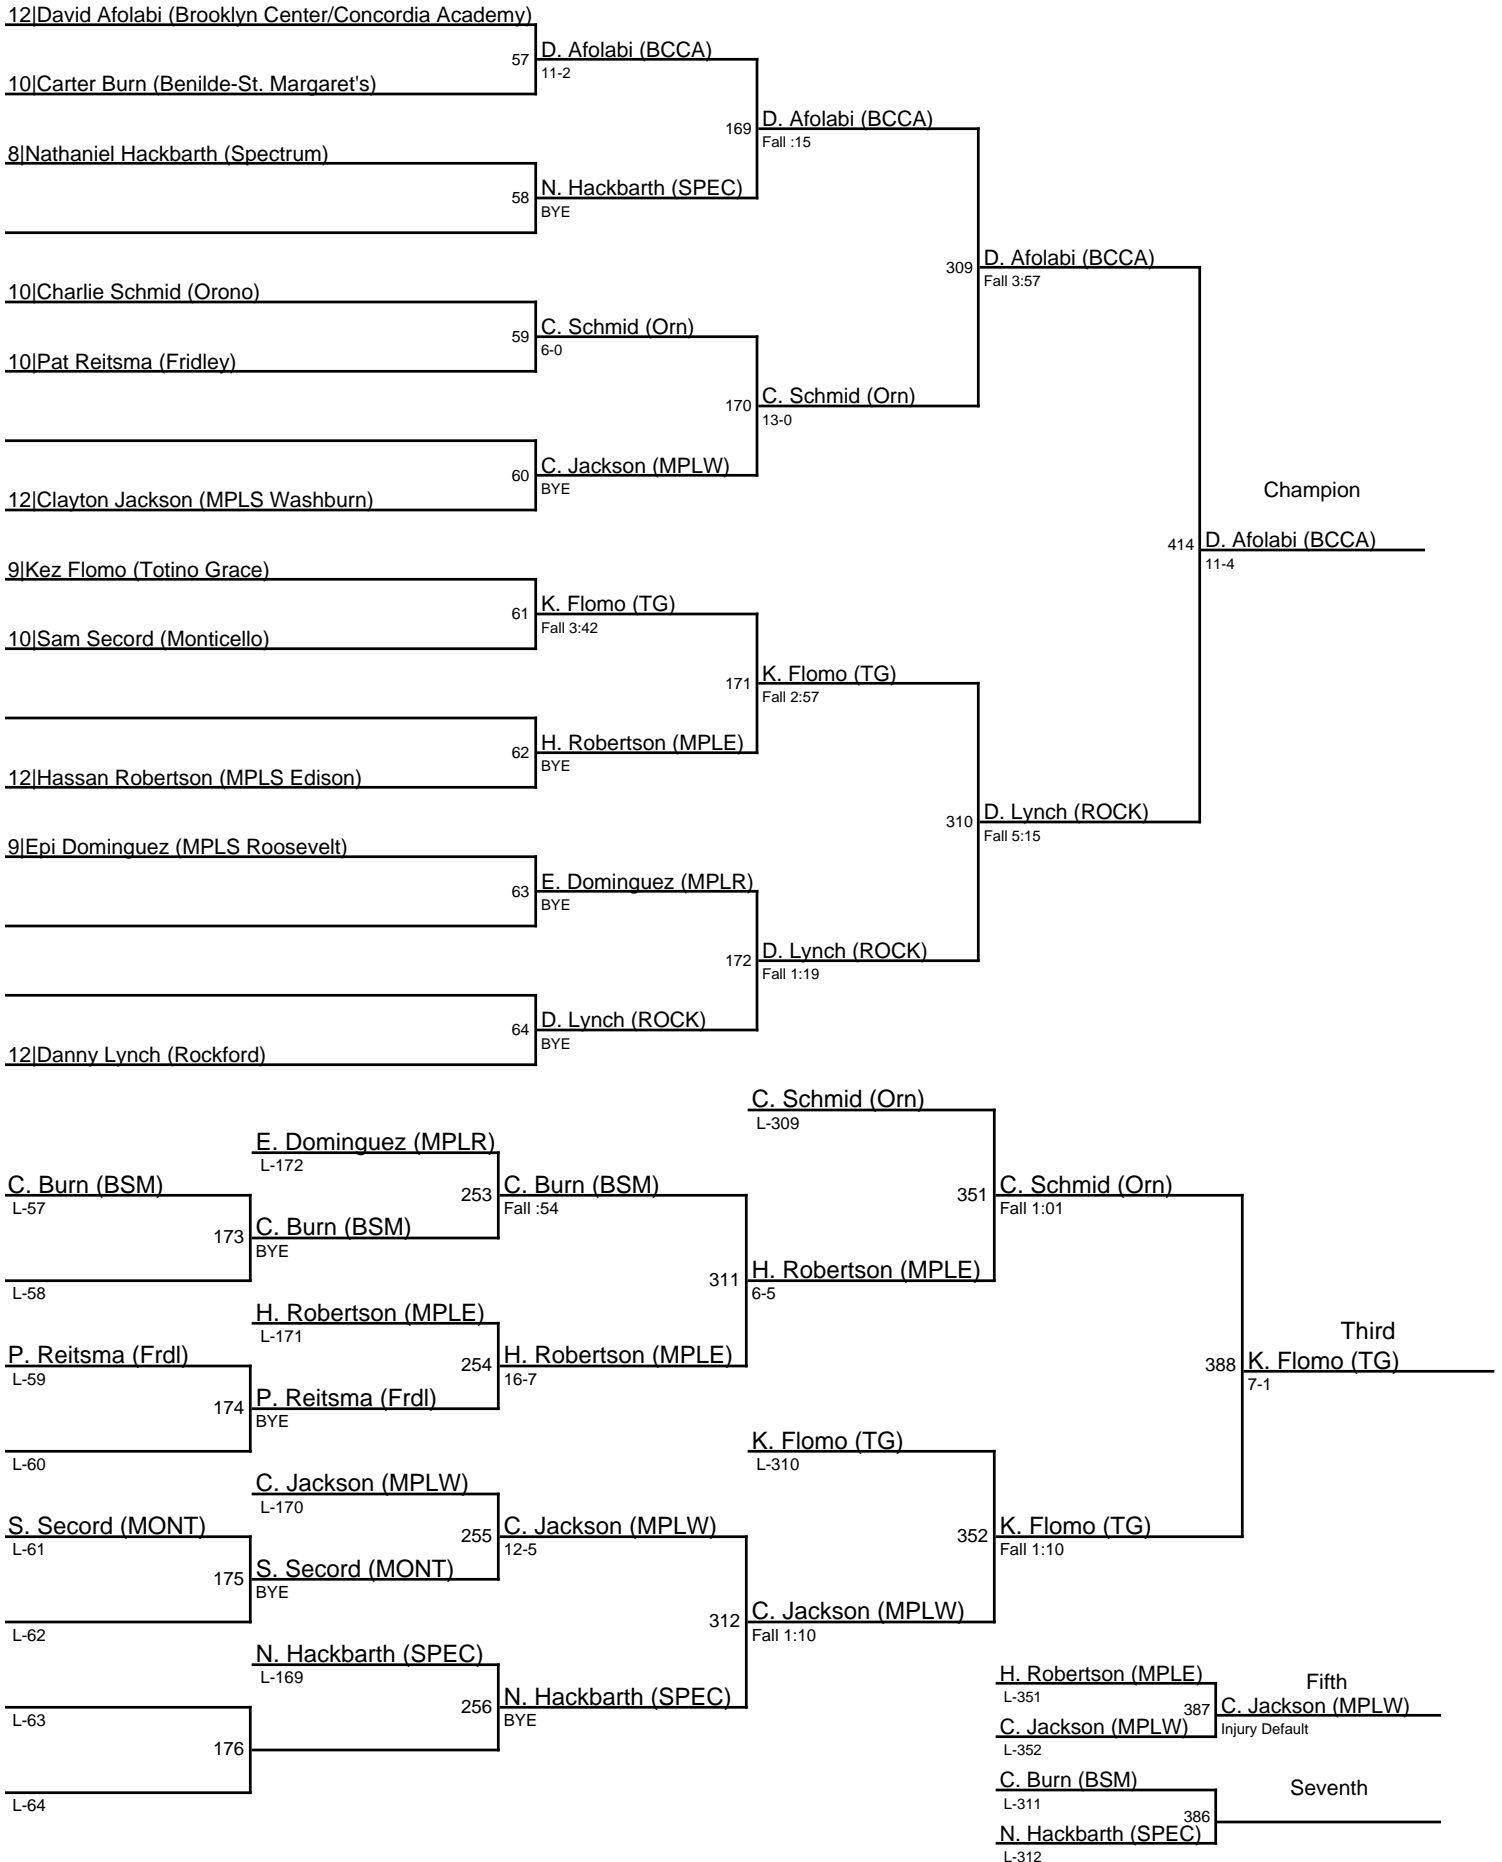 12|David Afolabi (Brooklyn Center/Concordia Academy)
57
D. Afolabi (BCCA)
11-2
10|Carter Burn (Benilde-St. Margaret's)
169
D. Afolabi (BCCA)
Fall :15
8|Nathaniel Hackbarth (Spectrum)
58
N. Hackbarth (SPEC)
BYE
309
D. Afolabi (BCCA)
Fall 3:57
10|Charlie Schmid (Orono)
59
C. Schmid (Orn)
6-0
10|Pat Reitsma (Fridley)
170
C. Schmid (Orn)
13-0
60
C. Jackson (MPLW)
BYE
12|Clayton Jackson (MPLS Washburn)
Champion
414
D. Afolabi (BCCA)
11-4
9|Kez Flomo (Totino Grace)
61
K. Flomo (TG)
Fall 3:42
10|Sam Secord (Monticello)
171
K. Flomo (TG)
Fall 2:57
62
H. Robertson (MPLE)
BYE
12|Hassan Robertson (MPLS Edison)
310
D. Lynch (ROCK)
Fall 5:15
9|Epi Dominguez (MPLS Roosevelt)
63
E. Dominguez (MPLR)
BYE
172
D. Lynch (ROCK)
Fall 1:19
64
D. Lynch (ROCK)
BYE
12|Danny Lynch (Rockford)
C. Schmid (Orn)
L-309
E. Dominguez (MPLR)
L-172
C. Burn (BSM)
L-57
253
C. Burn (BSM)
Fall :54
351
C. Schmid (Orn)
Fall 1:01
173
C. Burn (BSM)
BYE
L-58
311
H. Robertson (MPLE)
6-5
H. Robertson (MPLE)
L-171
Third
P. Reitsma (Frdl)
L-59
254
H. Robertson (MPLE)
16-7
388
K. Flomo (TG)
7-1
174
P. Reitsma (Frdl)
BYE
L-60
K. Flomo (TG)
L-310
C. Jackson (MPLW)
L-170
S. Secord (MONT)
L-61
255
C. Jackson (MPLW)
12-5
352
K. Flomo (TG)
Fall 1:10
175
S. Secord (MONT)
BYE
L-62
312
C. Jackson (MPLW)
Fall 1:10
N. Hackbarth (SPEC)
L-169
L-63
256
N. Hackbarth (SPEC)
BYE
176
L-64
H. Robertson (MPLE)
L-351
Fifth
387
C. Jackson (MPLW)
Injury Default
C. Jackson (MPLW)
L-352
C. Burn (BSM)
L-311
Seventh
386
N. Hackbarth (SPEC)
L-312